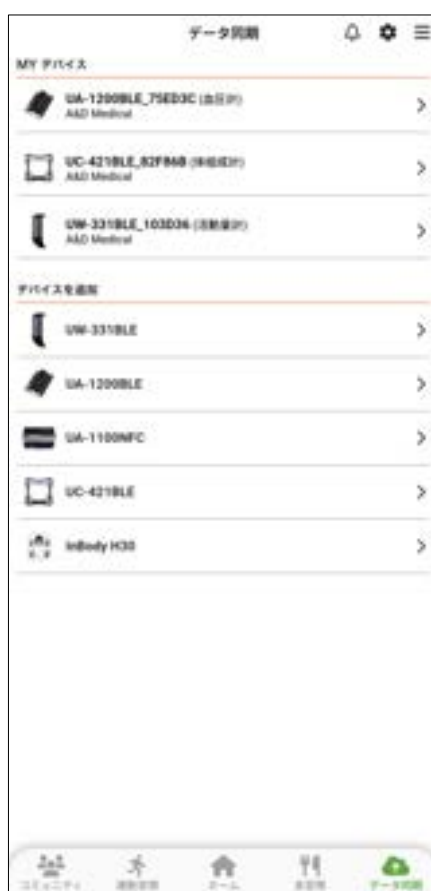 データ同期
MY デバイス
UA-1200BLE_75ED3C (血圧計)
A&D Medical
UC-421BLE_82F86B (体組成計)
A&D Medical
UW-331BLE_103D36 (活動量計)
A&D Medical
デバイスを追加
UW-331BLE
UA-1200BLE
UA-1100NFC
UC-421BLE
InBody H30
コミュニティ
ホーム
データ同期